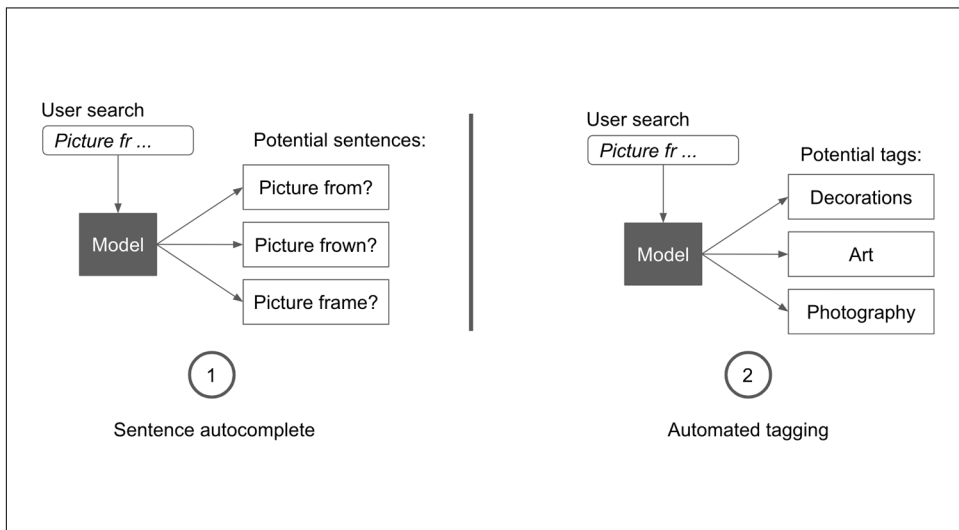 User search
Picture fr ...
Potential sentences:
Model
Picture from?
Picture frown?
Picture frame?
1
Sentence autocomplete
User search
Picture fr ...
Potential tags:
Model
Decorations
Art
Photography
2
Automated tagging